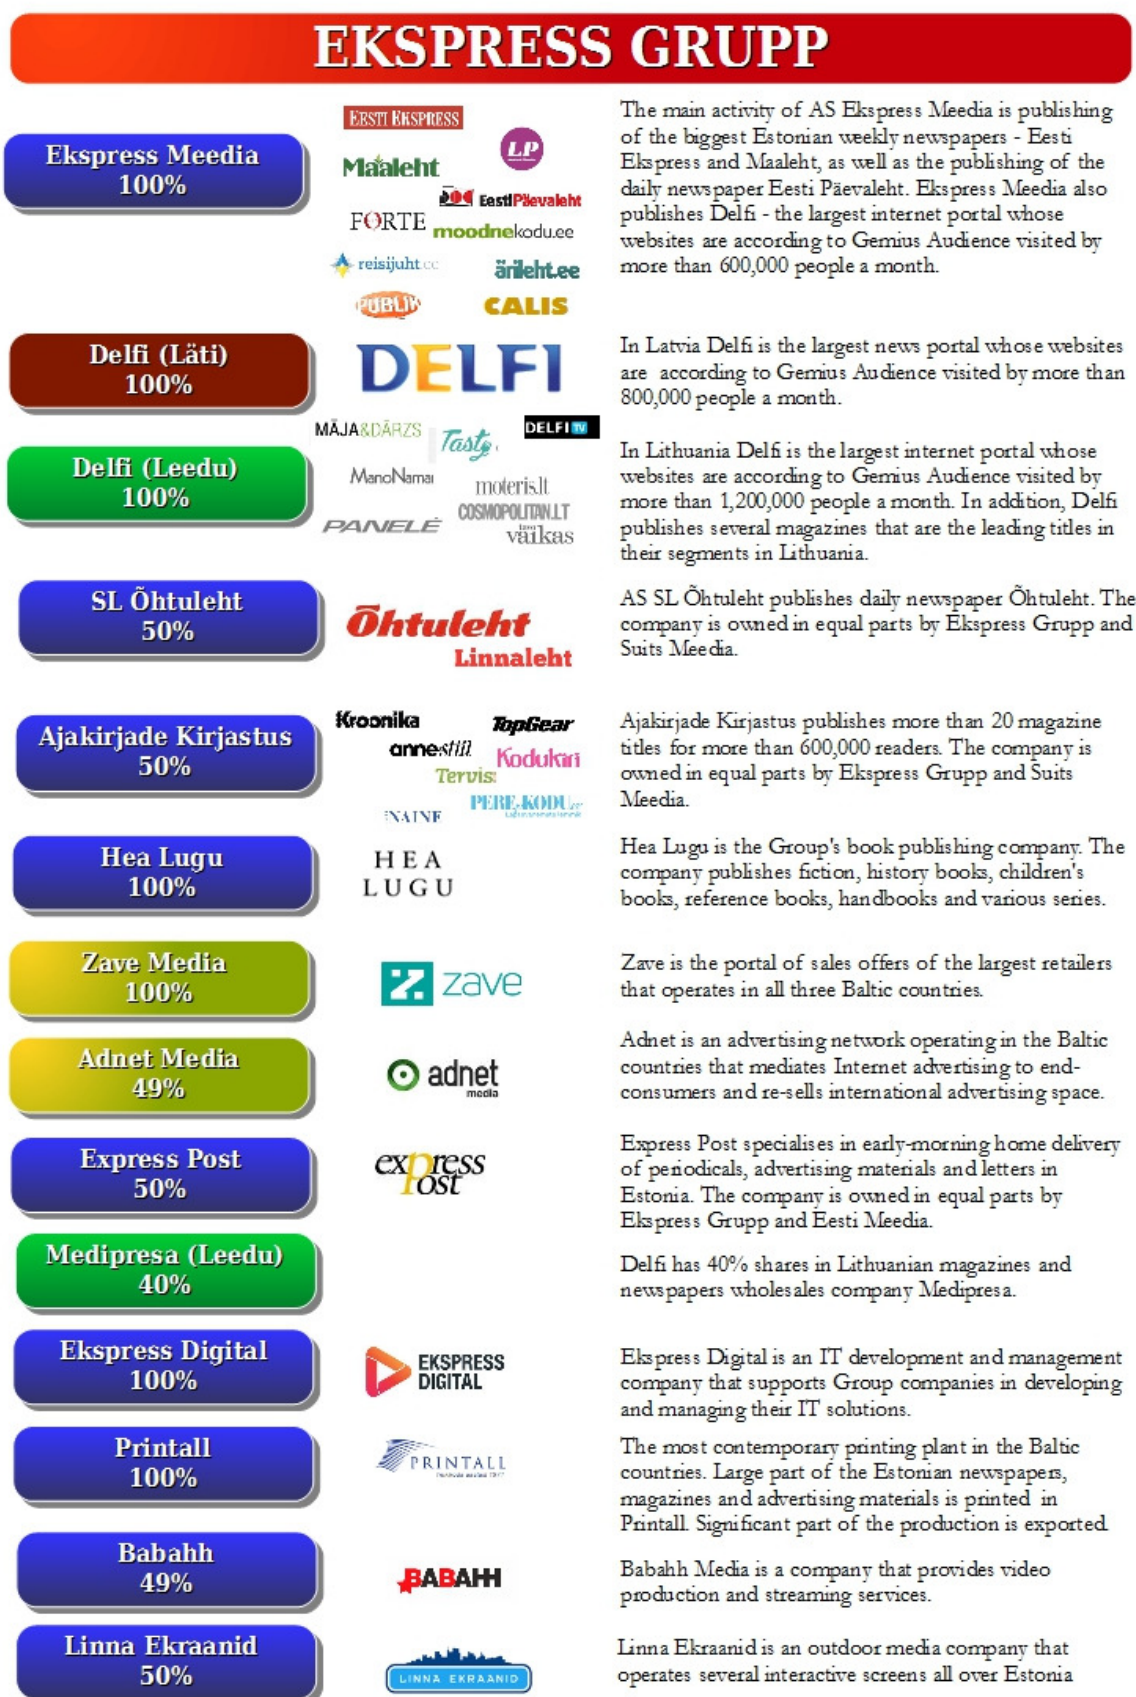 EKSPRESS GRUPP
Ekspress Meedia
100%
EESTI EKSPRESS
LP
Maaleht
Eesti Päevaleht
FORTE
moodnekodu.ee
reisijuht.ee
ärileht.ee
PUBLIK
CALIS
The main activity of AS Ekspress Meedia is publishing
of the biggest Estonian weekly newspapers - Eesti
Ekspress and Maaleht, as well as the publishing of the
daily newspaper Eesti Päevaleht. Ekspress Meedia also
publishes Delfi - the largest internet portal whose
websites are according to Gemius Audience visited by
more than 600,000 people a month.
Delfi (Läti)
100%
DELFI
In Latvia Delfi is the largest news portal whose websites
are according to Gemius Audience visited by more than
800,000 people a month.
MĀJA&DĀRZS
Tasty
DELFI TV
Delfi (Leedu)
100%
ManoNamai
moteris.lt
PANELĖ
COSMOPOLITAN.LT
vaikas
In Lithuania Delfi is the largest internet portal whose
websites are according to Gemius Audience visited by
more than 1,200,000 people a month. In addition, Delfi
publishes several magazines that are the leading titles in
their segments in Lithuania.
SL Õhtuleht
50%
Õhtuleht
Linnaleht
AS SL Õhtuleht publishes daily newspaper Õhtuleht. The
company is owned in equal parts by Ekspress Grupp and
Suits Meedia.
Ajakirjade Kirjastus
50%
Kroonika
TopGear
anne&stiil
Kodukiri
Tervis
PERE.KODU
NAINE
Ajakirjade Kirjastus publishes more than 20 magazine
titles for more than 600,000 readers. The company is
owned in equal parts by Ekspress Grupp and Suits
Meedia.
Hea Lugu
100%
HEA
LUGU
Hea Lugu is the Group's book publishing company. The
company publishes fiction, history books, children's
books, reference books, handbooks and various series.
Zave Media
100%
zave
Zave is the portal of sales offers of the largest retailers
that operates in all three Baltic countries.
Adnet Media
49%
adnet
media
Adnet is an advertising network operating in the Baltic
countries that mediates Internet advertising to end-
consumers and re-sells international advertising space.
Express Post
50%
express
Post
Express Post specialises in early-morning home delivery
of periodicals, advertising materials and letters in
Estonia. The company is owned in equal parts by
Ekspress Grupp and Eesti Meedia.
Medipresa (Leedu)
40%
Delfi has 40% shares in Lithuanian magazines and
newspapers wholesales company Medipresa.
Ekspress Digital
100%
EKSPRESS
DIGITAL
Ekspress Digital is an IT development and management
company that supports Group companies in developing
and managing their IT solutions.
Printall
100%
PRINTALL
The most contemporary printing plant in the Baltic
countries. Large part of the Estonian newspapers,
magazines and advertising materials is printed in
Printall. Significant part of the production is exported.
Babahh
49%
BABAHH
Babahh Media is a company that provides video
production and streaming services.
Linna Ekraanid
50%
LINNA EKRAANID
Linna Ekraanid is an outdoor media company that
operates several interactive screens all over Estonia